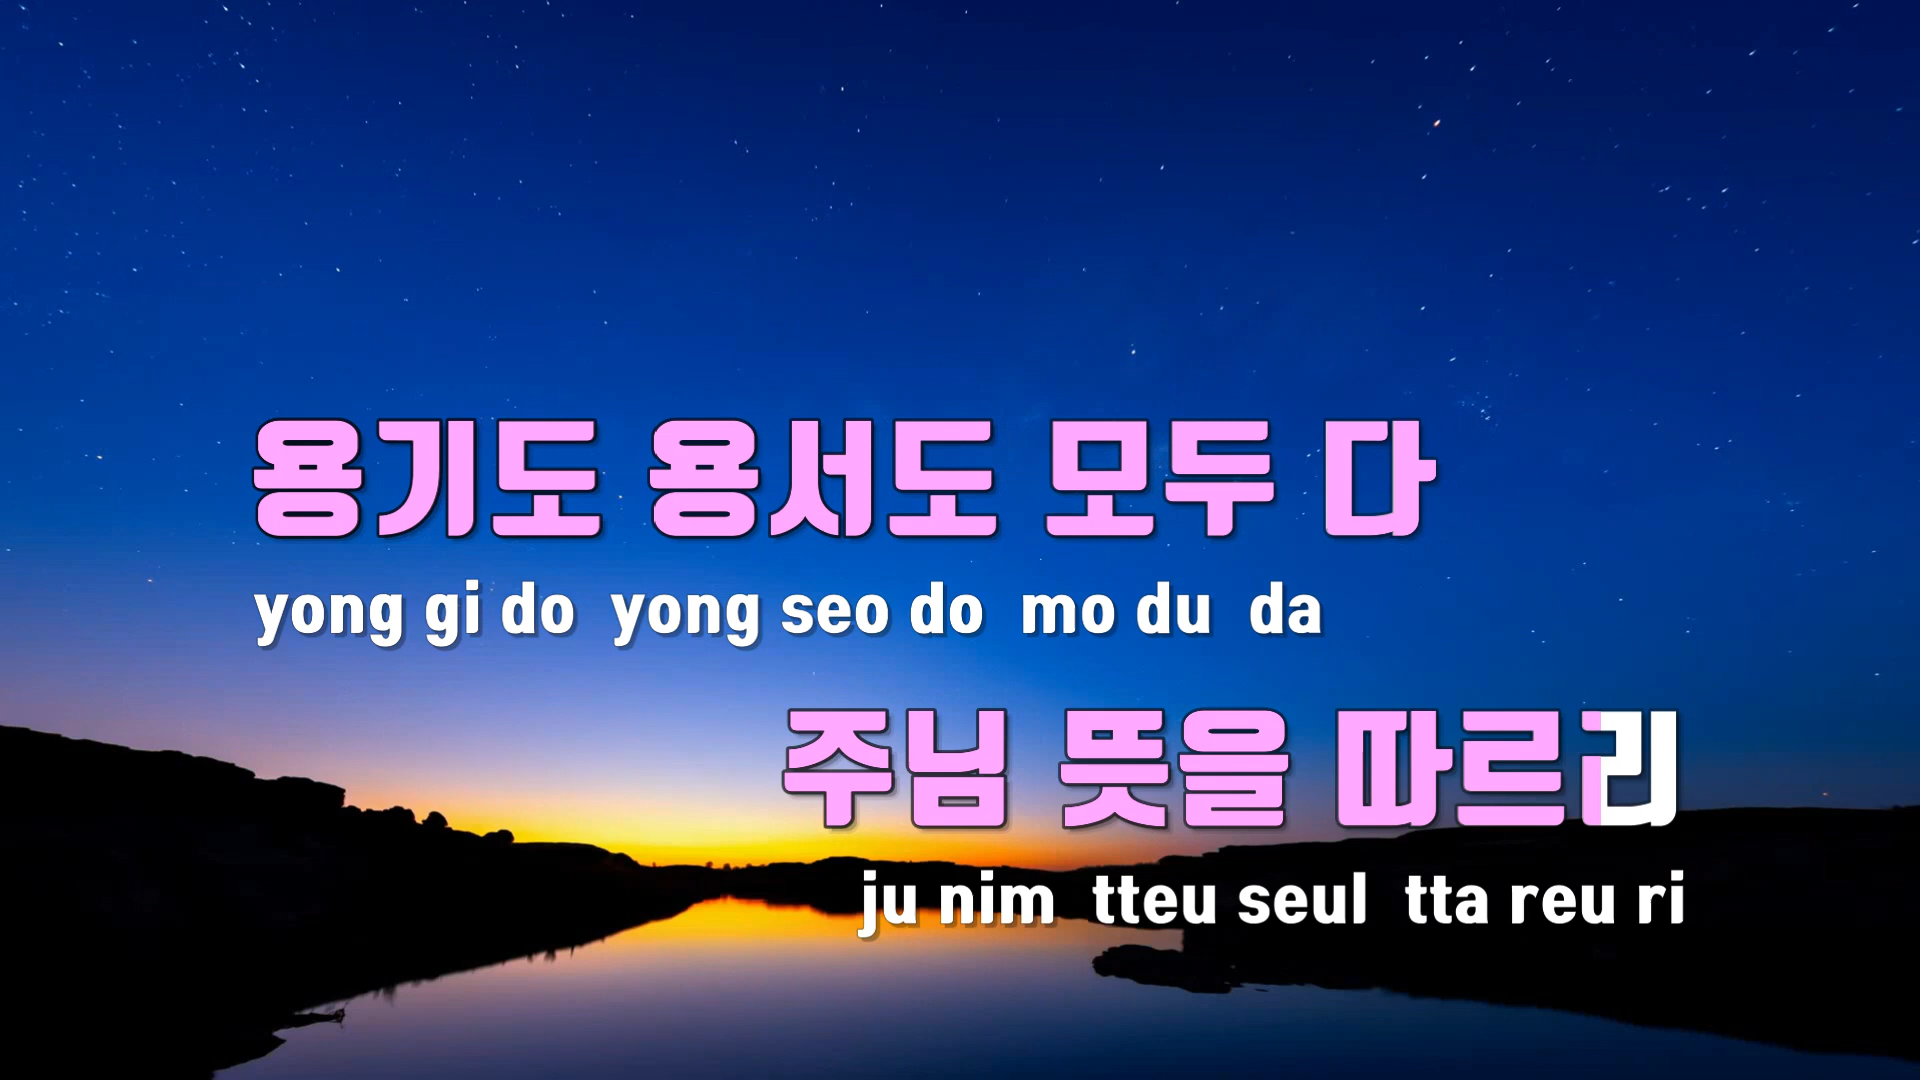 용기도 용서도 모두 다
yong gi do yong seo do mo du da
주님 뜻을 따르리
ju nim tteu seul tta reu ri